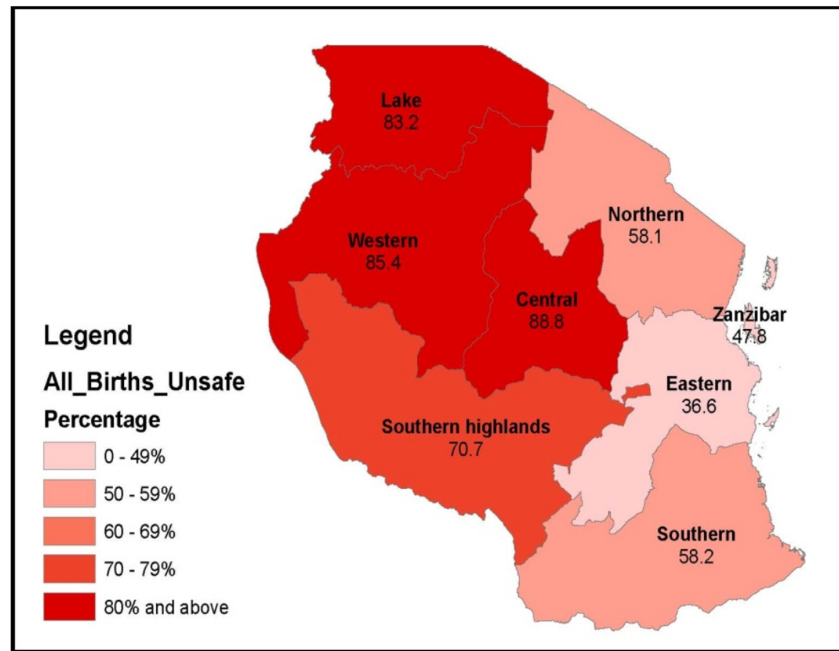 Lake
83.2
Northern
58.1
Western
85.4
Central
88.8
Zanzibar
47.8
Eastern
36.6
Southern highlands
70.7
Southern
58.2
Legend
All_Births_Unsafe
Percentage
0 - 49%
50 - 59%
60 - 69%
70 - 79%
80% and above